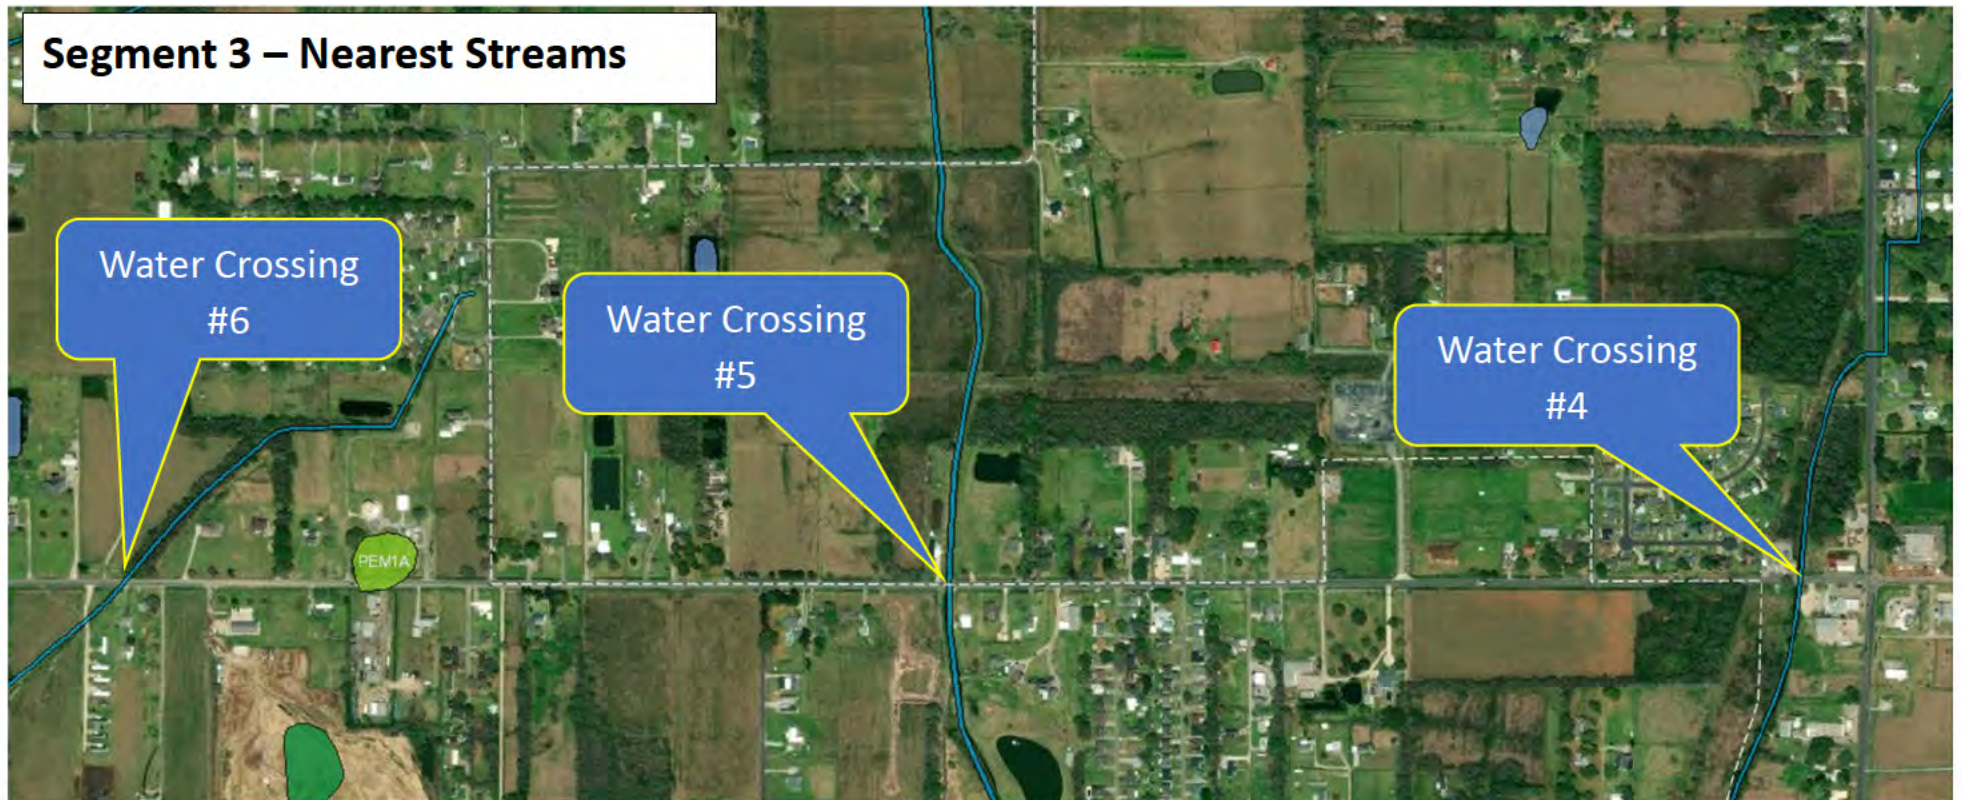 Segment 3 – Nearest Streams
Water Crossing
#6
Water Crossing
#5
Water Crossing
#4
PEM1A